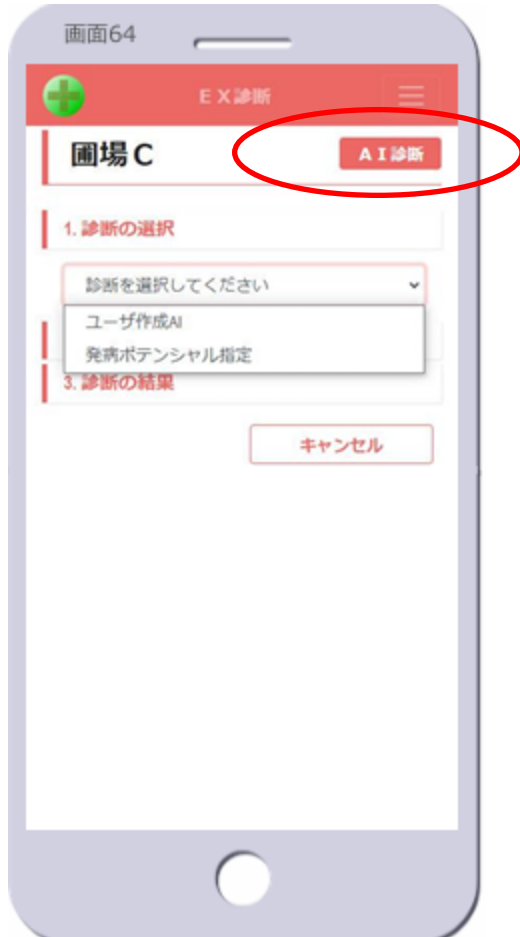 画面64
ＥＸ診断
圃場Ｃ
ＡＩ診断
1. 診断の選択
診断を選択してください
ユーザ作成AI
発病ポテンシャル指定
3. 診断の結果
キャンセル